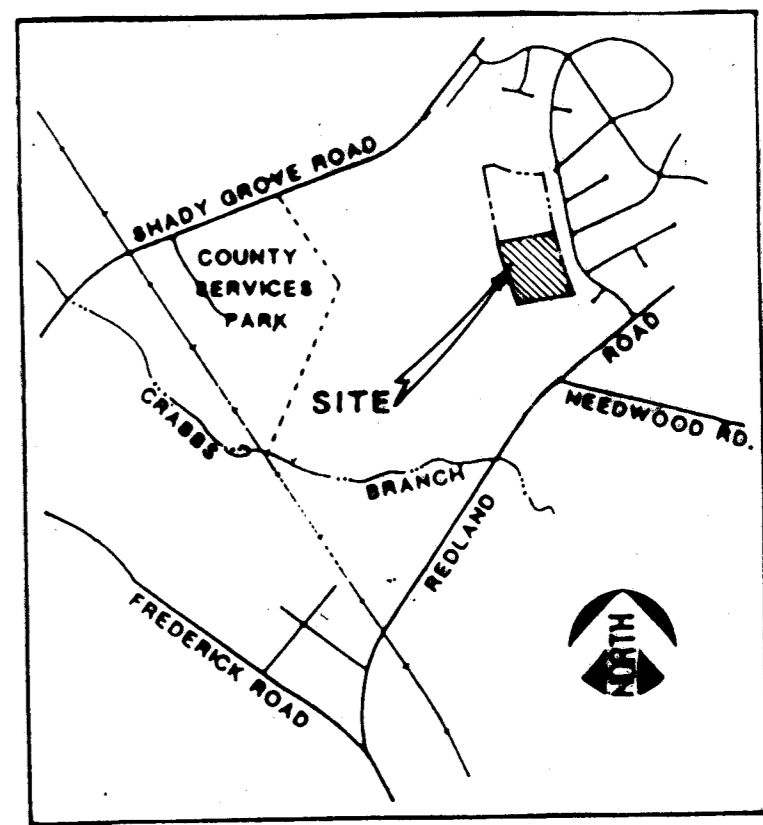 SHADY GROVE ROAD
COUNTY
SERVICES
PARK
SITE
CRABBS
BRANCH
REDLAND
ROAD
NEEDWOOD RD.
FREDERICK ROAD
NORTH